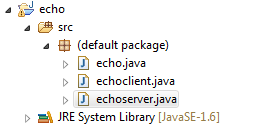 echo
src
(default package)
echo.java
echoclient.java
echoserver.java
JRE System Library [JavaSE-1.6]